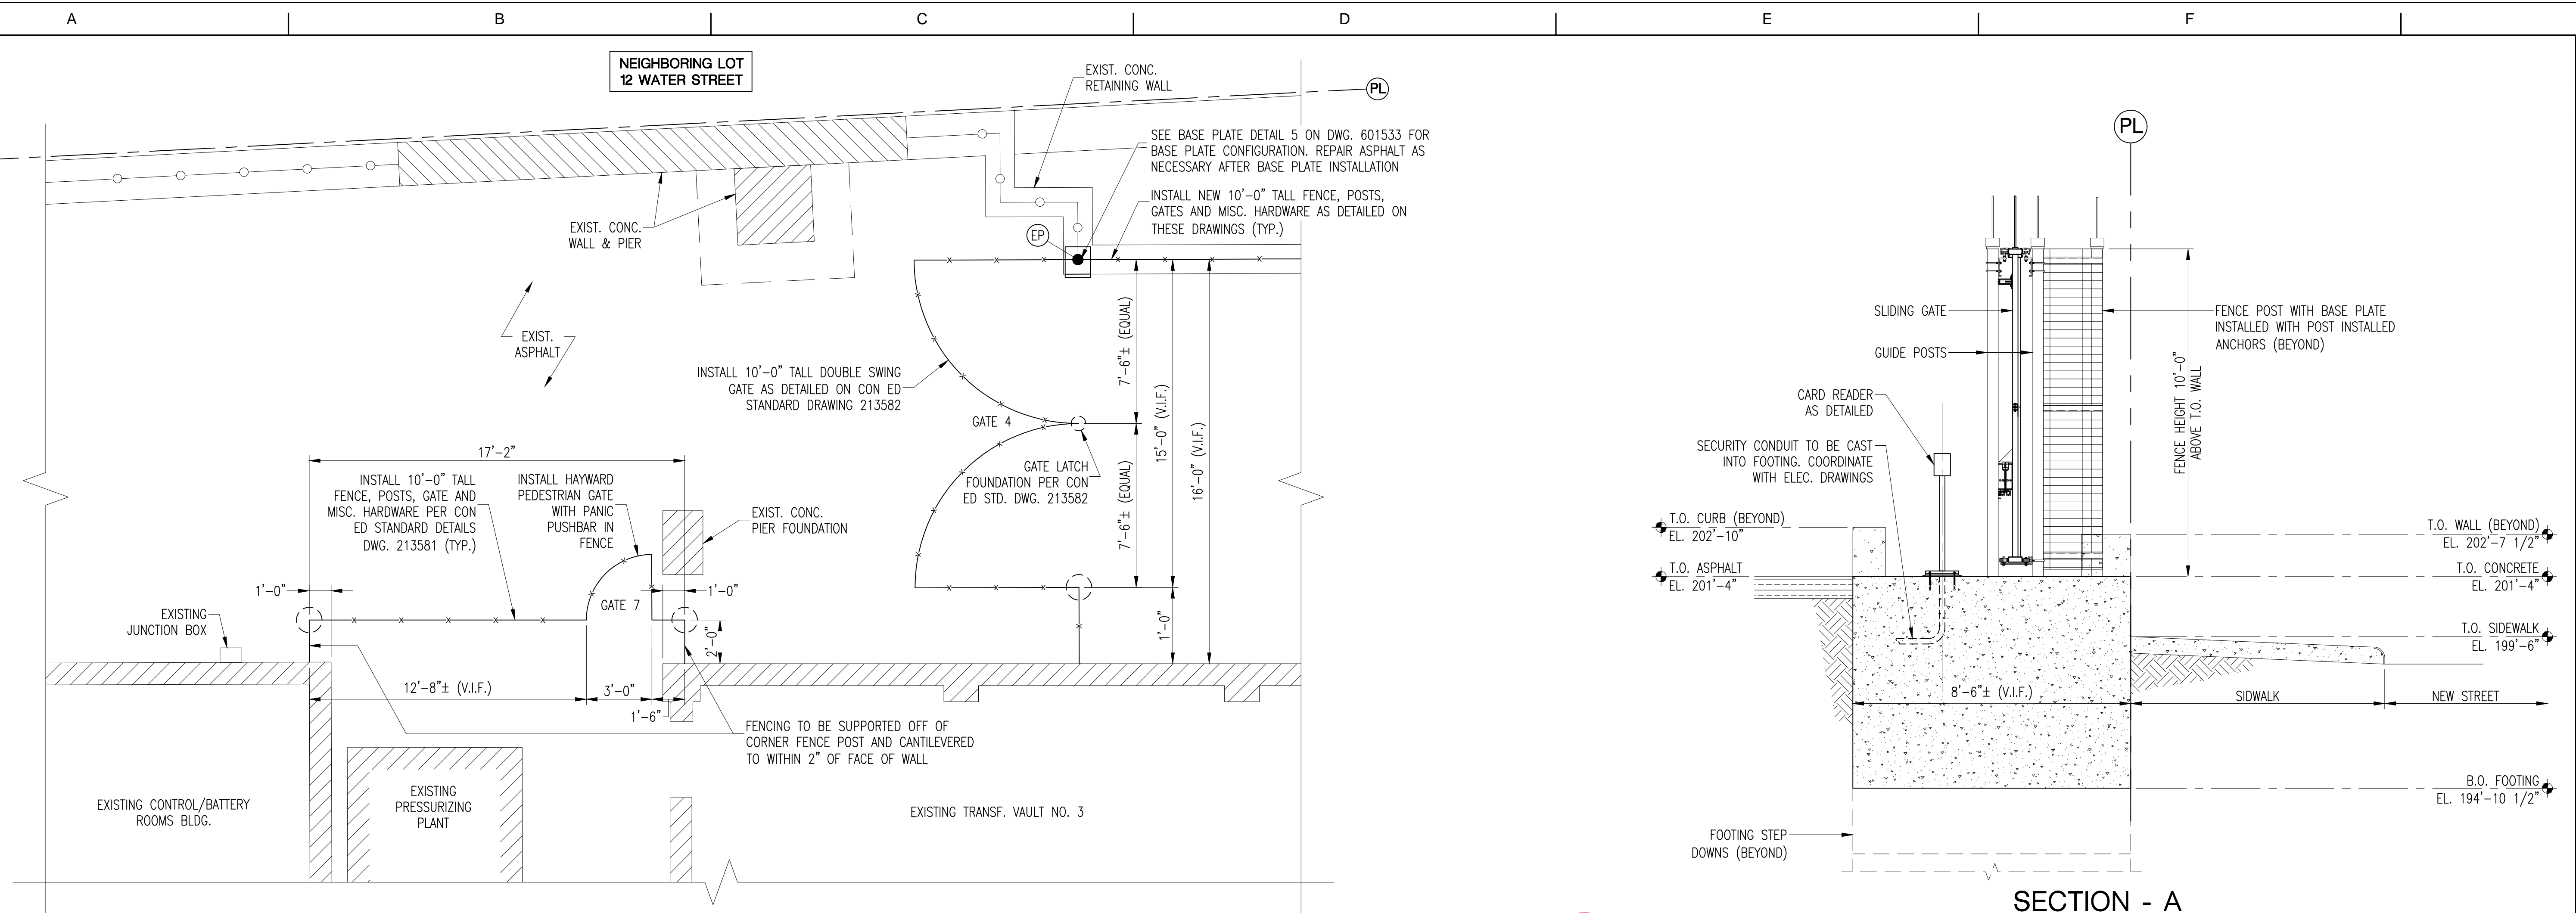 A
B
C
D
E
F
NEIGHBORING LOT
12 WATER STREET
EXIST. CONC.
RETAINING WALL
PL
SEE BASE PLATE DETAIL 5 ON DWG. 601533 FOR
BASE PLATE CONFIGURATION. REPAIR ASPHALT AS
NECESSARY AFTER BASE PLATE INSTALLATION
INSTALL NEW 10'-0" TALL FENCE, POSTS,
GATES AND MISC. HARDWARE AS DETAILED ON
THESE DRAWINGS (TYP.)
EXIST. CONC.
WALL & PIER
EP
EXIST.
ASPHALT
INSTALL 10'-0" TALL DOUBLE SWING
GATE AS DETAILED ON CON ED
STANDARD DRAWING 213582
GATE 4
7'-6"± (EQUAL)
7'-6"± (EQUAL)
15'-0" (V.I.F.)
16'-0" (V.I.F.)
1'-0"
GATE LATCH
FOUNDATION PER CON
ED STD. DWG. 213582
17'-2"
INSTALL 10'-0" TALL
FENCE, POSTS, GATE AND
MISC. HARDWARE PER CON
ED STANDARD DETAILS
DWG. 213581 (TYP.)
INSTALL HAYWARD
PEDESTRIAN GATE
WITH PANIC
PUSHBAR IN
FENCE
EXIST. CONC.
PIER FOUNDATION
1'-0"
1'-0"
GATE 7
EXISTING
JUNCTION BOX
2'-0"
12'-8"± (V.I.F.)
3'-0"
1'-6"
FENCING TO BE SUPPORTED OFF OF
CORNER FENCE POST AND CANTILEVERED
TO WITHIN 2" OF FACE OF WALL
EXISTING CONTROL/BATTERY
ROOMS BLDG.
EXISTING
PRESSURIZING
PLANT
EXISTING TRANSF. VAULT NO. 3
PL
SLIDING GATE
GUIDE POSTS
CARD READER
AS DETAILED
SECURITY CONDUIT TO BE CAST
INTO FOOTING. COORDINATE
WITH ELEC. DRAWINGS
FENCE POST WITH BASE PLATE
INSTALLED WITH POST INSTALLED
ANCHORS (BEYOND)
FENCE HEIGHT 10'-0"
ABOVE T.O. WALL
T.O. CURB (BEYOND)
EL. 202'-10"
T.O. ASPHALT
EL. 201'-4"
T.O. WALL (BEYOND)
EL. 202'-7 1/2"
T.O. CONCRETE
EL. 201'-4"
T.O. SIDEWALK
EL. 199'-6"
8'-6"± (V.I.F.)
SIDWALK
NEW STREET
B.O. FOOTING
EL. 194'-10 1/2"
FOOTING STEP
DOWNS (BEYOND)
SECTION - A